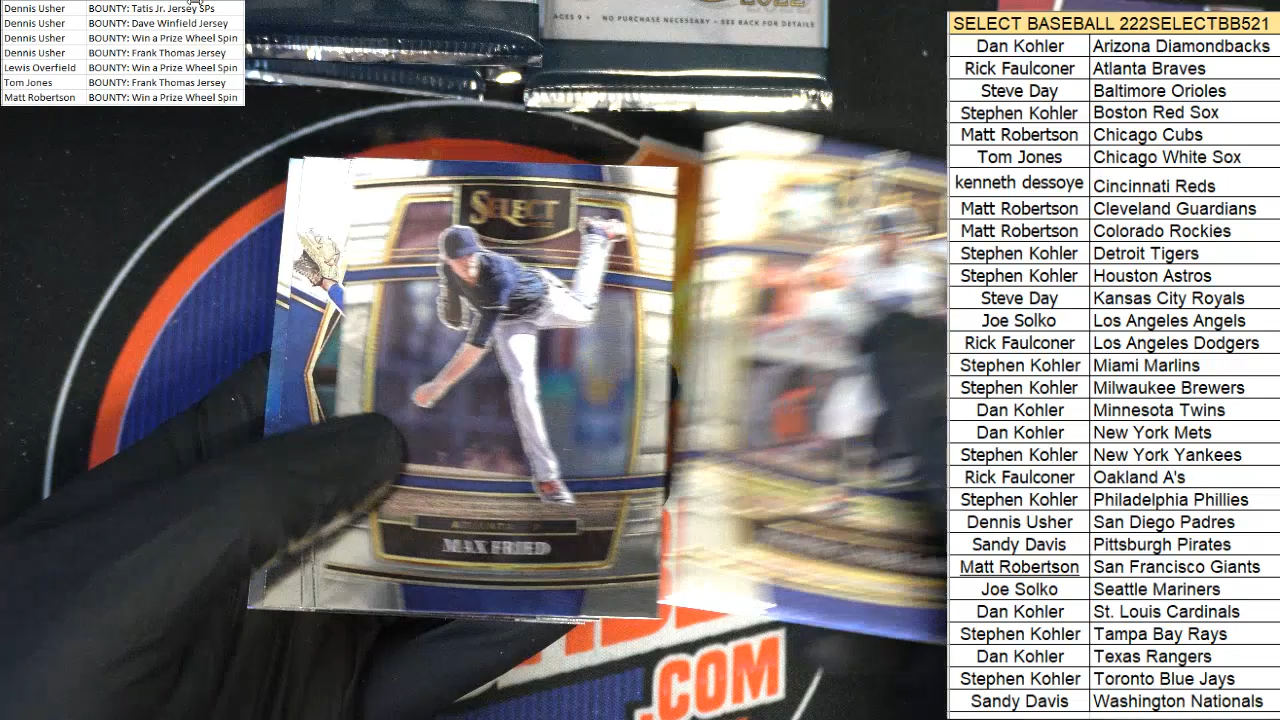 Dennis Usher BOUNTY: Tatis Jr. Jersey SPs
BOUNTY: Dave Winfield Jersey
BOUNTY: Win a Prize Wheel Spin
Dennis Usher BOUNTY: Frank Thomas Jersey
Lewis Overfield BOUNTY: Win a Prize Wheel Spin
Tom Jones BOUNTY: Frank Thomas Jersey
Matt Robertson BOUNTY: Win a Prize Wheel Spin
2022
AGES 9+ NO PURCHASE NECESSARY - SEE BACK FOR DETAILS
SELECT
MAX FRIED
.COM
SELECT BASEBALL 222SELECTBB521
Dan Kohler Arizona Diamondbacks
Rick Faulconer Atlanta Braves
Steve Day Baltimore Orioles
Stephen Kohler Boston Red Sox
Matt Robertson Chicago Cubs
Tom Jones Chicago White Sox
kenneth dessoye Cincinnati Reds
Matt Robertson Cleveland Guardians
Matt Robertson Colorado Rockies
Stephen Kohler Detroit Tigers
Stephen Kohler Houston Astros
Steve Day Kansas City Royals
Joe Solko Los Angeles Angels
Rick Faulconer Los Angeles Dodgers
Stephen Kohler Miami Marlins
Stephen Kohler Milwaukee Brewers
Dan Kohler Minnesota Twins
Dan Kohler New York Mets
Stephen Kohler New York Yankees
Rick Faulconer Oakland A's
Stephen Kohler Philadelphia Phillies
Dennis Usher San Diego Padres
Sandy Davis Pittsburgh Pirates
Matt Robertson San Francisco Giants
Joe Solko Seattle Mariners
Dan Kohler St. Louis Cardinals
Stephen Kohler Tampa Bay Rays
Dan Kohler Texas Rangers
Stephen Kohler Toronto Blue Jays
Sandy Davis Washington Nationals